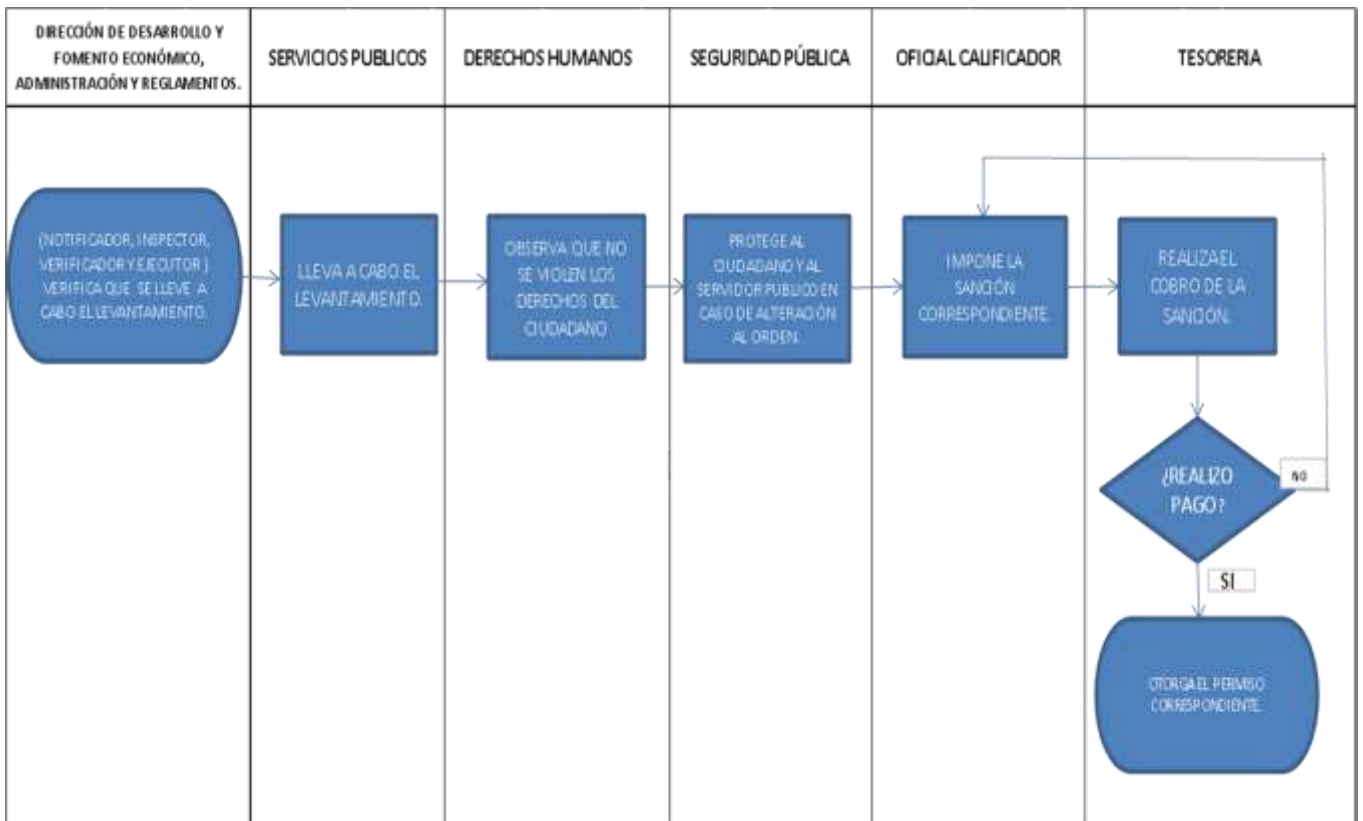 DIRECCIÓN DE DESARROLLO Y
FOMENTO ECONÓMICO,
ADMINISTRACIÓN Y REGLAMENTOS.
SERVICIOS PUBLICOS
DERECHOS HUMANOS
SEGURIDAD PÚBLICA
OFICIAL CALIFICADOR
TESORERIA
(NOTIFICADOR, INSPECTOR,
VERIFICADOR Y EJECUTOR )
VERIFICA QUE SE LLEVE A
CABO EL LEVANTAMIENTO.
LLEVA A CABO EL
LEVANTAMIENTO.
OBSERVA QUE NO
SE VIOLEN LOS
DERECHOS DEL
CIUDADANO
PROTEGE AL
CIUDADANO Y AL
SERVIDOR PUBLICO EN
CASO DE ALTERACIÓN
AL ORDEN.
IMPONE LA
SANCIÓN
CORRESPONDIENTE.
REALIZA EL
COBRO DE LA
SANCIÓN.
¿REALIZO
PAGO?
NO
SI
OTORGA EL PERMISO
CORRESPONDIENTE.